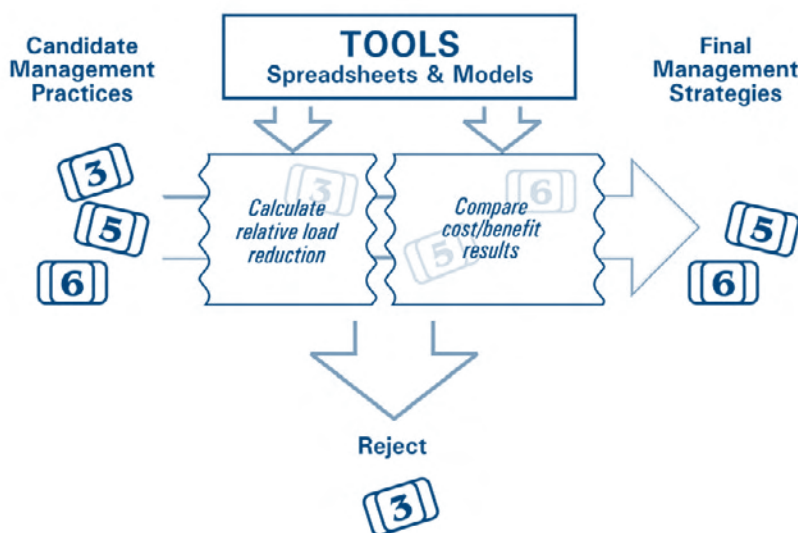 Candidate
Management
Practices
TOOLS
Spreadsheets & Models
Final
Management
Strategies
3
5
6
3
Calculate
relative load
reduction
6
5
Compare
cost/benefit
results
5
6
Reject
3